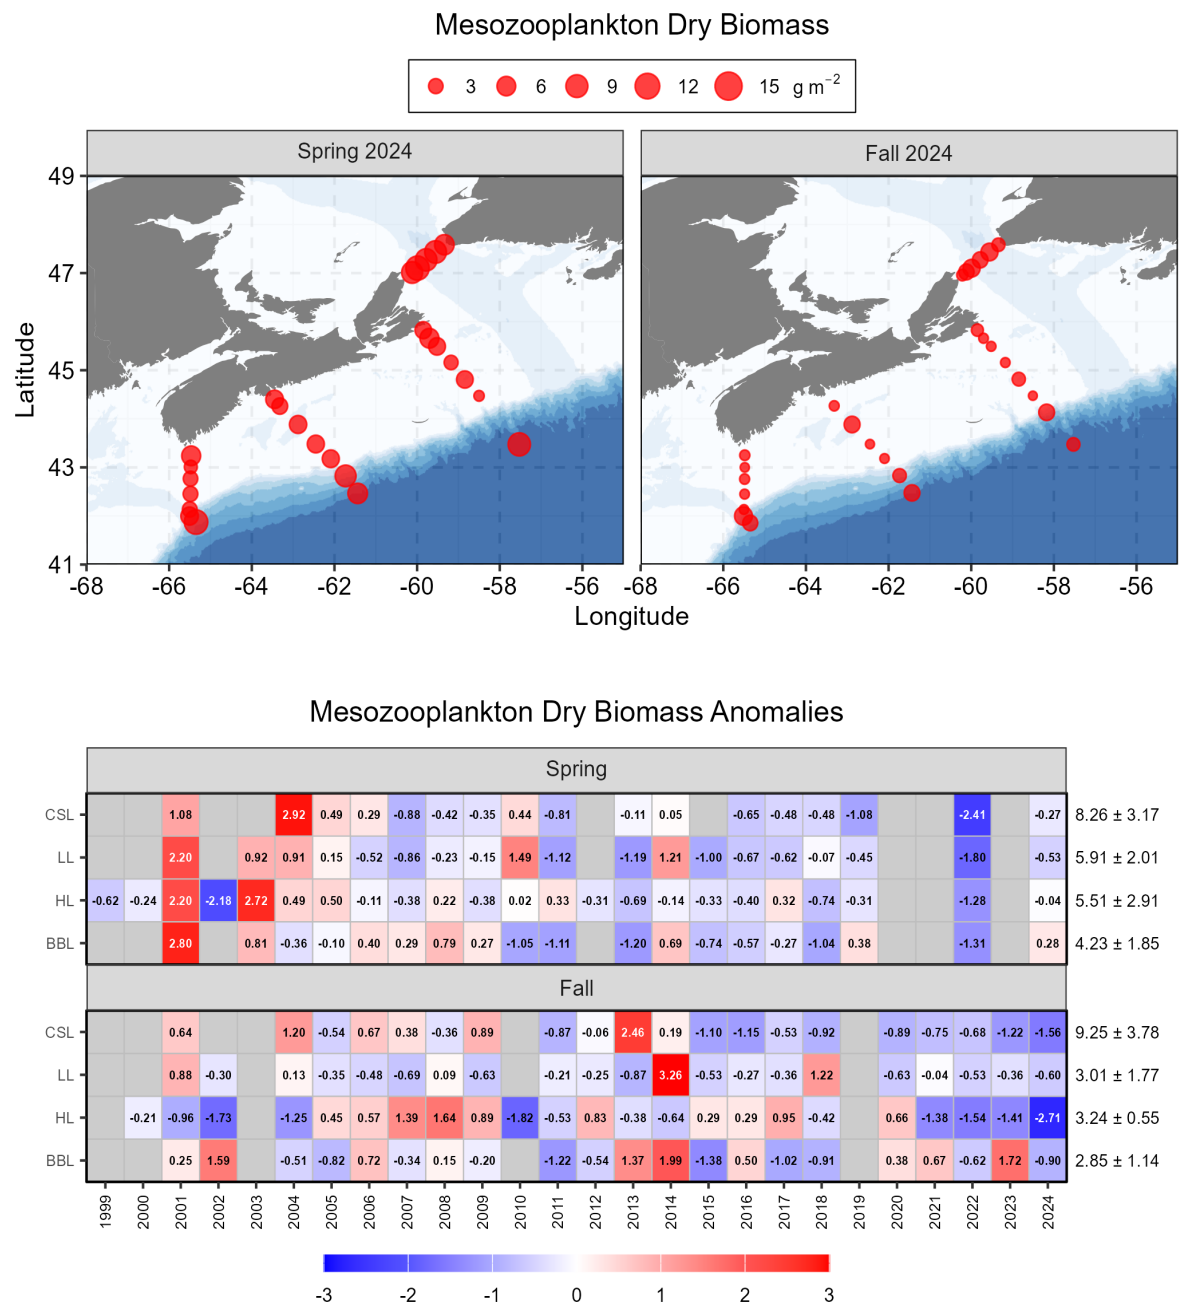 Mesozooplankton Dry Biomass
3 6 9 12 15 g m⁻²
Spring 2024 Fall 2024
49
47
45
43
41
Latitude
-68 -66 -64 -62 -60 -58 -56 -68 -66 -64 -62 -60 -58 -56
Longitude
Mesozooplankton Dry Biomass Anomalies
Spring
CSL 1.08 2.92 0.49 0.29 -0.88 -0.42 -0.35 0.44 -0.81 -0.11 0.05 -0.65 -0.48 -0.48 -1.08 -2.41 -0.27 8.26 ± 3.17
LL 2.20 0.92 0.91 0.15 -0.52 -0.86 -0.23 -0.15 1.49 -1.12 -1.19 1.21 -1.00 -0.67 -0.62 -0.07 -0.45 -1.80 -0.53 5.91 ± 2.01
HL -0.62 -0.24 2.20 -2.18 2.72 0.49 0.50 -0.11 -0.38 0.22 -0.38 0.02 0.33 -0.31 -0.69 -0.14 -0.33 -0.40 0.32 -0.74 -0.31 -1.28 -0.04 5.51 ± 2.91
BBL 2.80 0.81 -0.36 -0.10 0.40 0.29 0.79 0.27 -1.05 -1.11 -1.20 0.69 -0.74 -0.57 -0.27 -1.04 0.38 -1.31 0.28 4.23 ± 1.85
Fall
CSL 0.64 1.20 -0.54 0.67 0.38 -0.36 0.89 -0.87 -0.06 2.46 0.19 -1.10 -1.15 -0.53 -0.92 -0.89 -0.75 -0.68 -1.22 -1.56 9.25 ± 3.78
LL 0.88 -0.30 0.13 -0.35 -0.48 -0.69 0.09 -0.63 -0.21 -0.25 -0.87 3.26 -0.53 -0.27 -0.36 1.22 -0.63 -0.04 -0.53 -0.36 -0.60 3.01 ± 1.77
HL -0.21 -0.96 -1.73 -1.25 0.45 0.57 1.39 1.64 0.89 -1.82 -0.53 0.83 -0.38 -0.64 0.29 0.29 0.95 -0.42 0.66 -1.38 -1.54 -1.41 -2.71 3.24 ± 0.55
BBL 0.25 1.59 -0.51 -0.82 0.72 -0.34 0.15 -0.20 -1.22 -0.54 1.37 1.99 -1.38 0.50 -1.02 -0.91 0.38 0.67 -0.62 1.72 -0.90 2.85 ± 1.14
1999 2000 2001 2002 2003 2004 2005 2006 2007 2008 2009 2010 2011 2012 2013 2014 2015 2016 2017 2018 2019 2020 2021 2022 2023 2024
-3 -2 -1 0 1 2 3